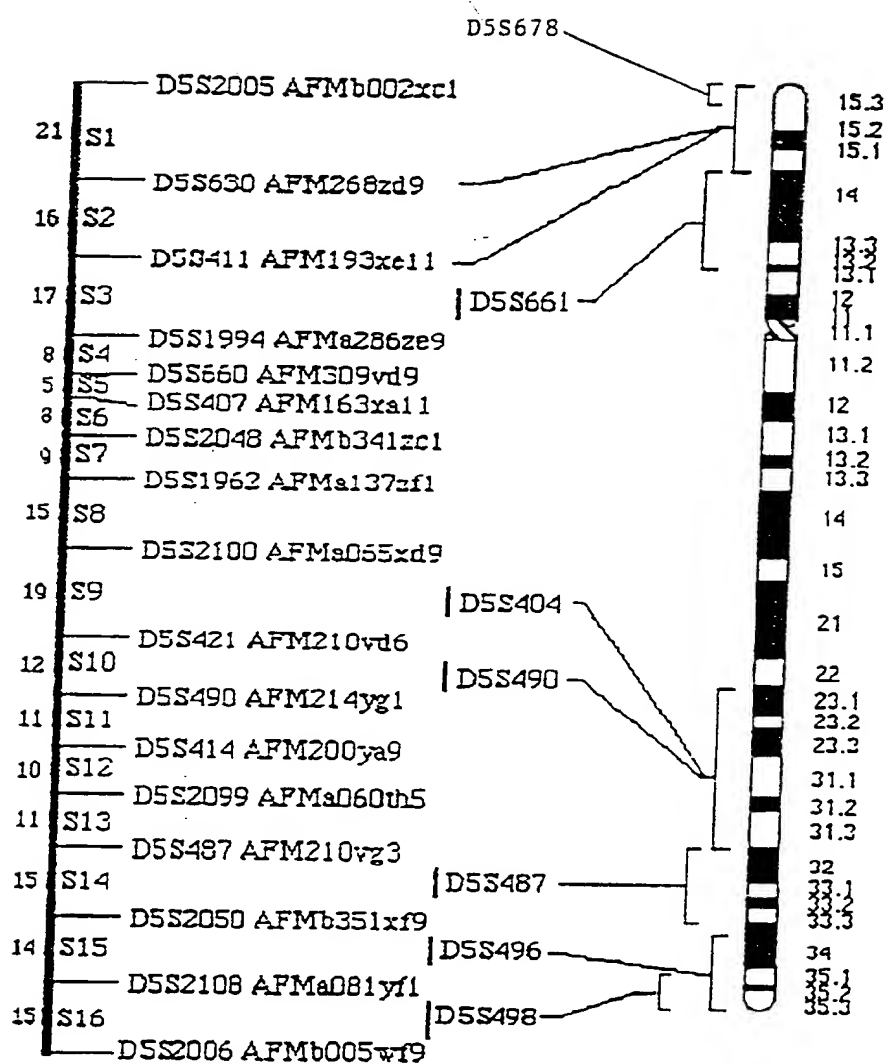 D5S678
D5S2005 AFMb002xc1
21 S1
D5S630 AFM268zd9
16 S2
D5S411 AFM193xe11
17 S3
D5S661
D5S1994 AFMa286ze9
8 S4
D5S660 AFM309vd9
5 S5
D5S407 AFM163xa11
8 S6
D5S2048 AFMb341zc1
9 S7
D5S1962 AFMa137zf1
15 S8
D5S2100 AFMa065xd9
19 S9
D5S404
D5S421 AFM210vd6
12 S10
D5S490
D5S490 AFM214yg1
11 S11
D5S414 AFM200ya9
10 S12
D5S2099 AFMa060th5
11 S13
D5S487 AFM210vg3
15 S14
D5S487
D5S2050 AFMb351xf9
14 S15
D5S496
D5S2108 AFMa081yf1
15 S16
D5S498
D5S2006 AFMb005wf9
15.3
15.2
15.1
14
13.3
13.2
13.1
12
11
11.1
11.2
12
13.1
13.2
13.3
14
15
21
22
23.1
23.2
23.3
31.1
31.2
31.3
32
33.1
33.2
33.3
34
35.1
35.2
35.3